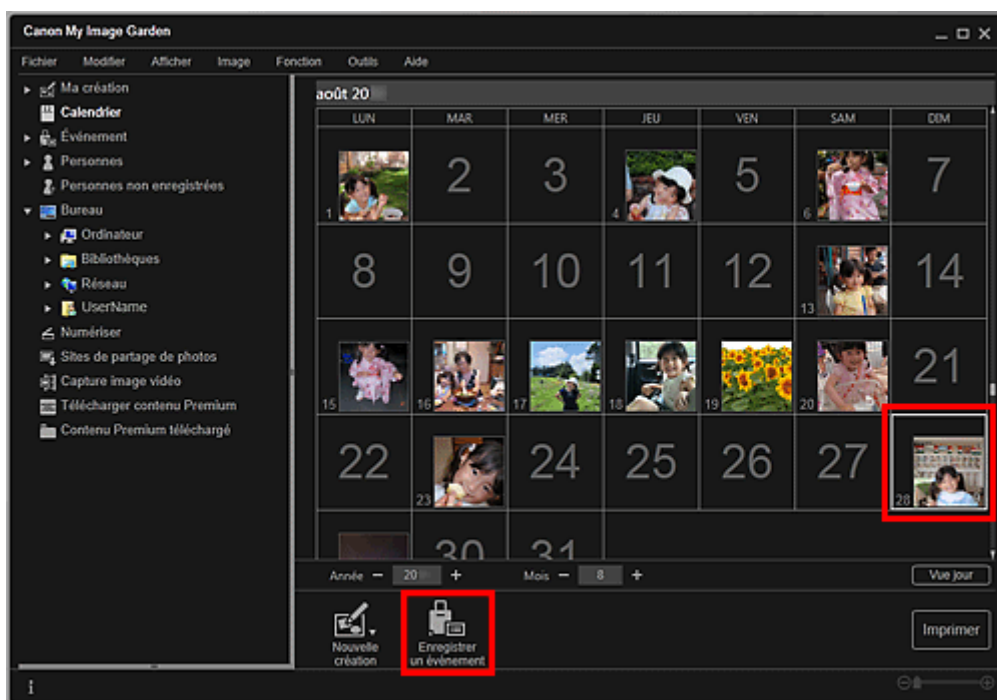 Canon My Image Garden
Fichier Modifier Afficher Image Fonction Outils Aide
Ma création
Calendrier
Événement
Personnes
Personnes non enregistrées
Bureau
Ordinateur
Bibliothèques
Réseau
UserName
Numériser
Sites de partage de photos
Capture image vidéo
Télécharger contenu Premium
Contenu Premium téléchargé
août 20
LUN MAR MER JEU VEN SAM DIM
1 2 3 4 5 6 7
8 9 10 11 12 13 14
15 16 17 18 19 20 21
22 23 24 25 26 27 28
30 31
Année − 20 + Mois − 8 + Vue jour
Nouvelle création
Enregistrer un événement
Imprimer